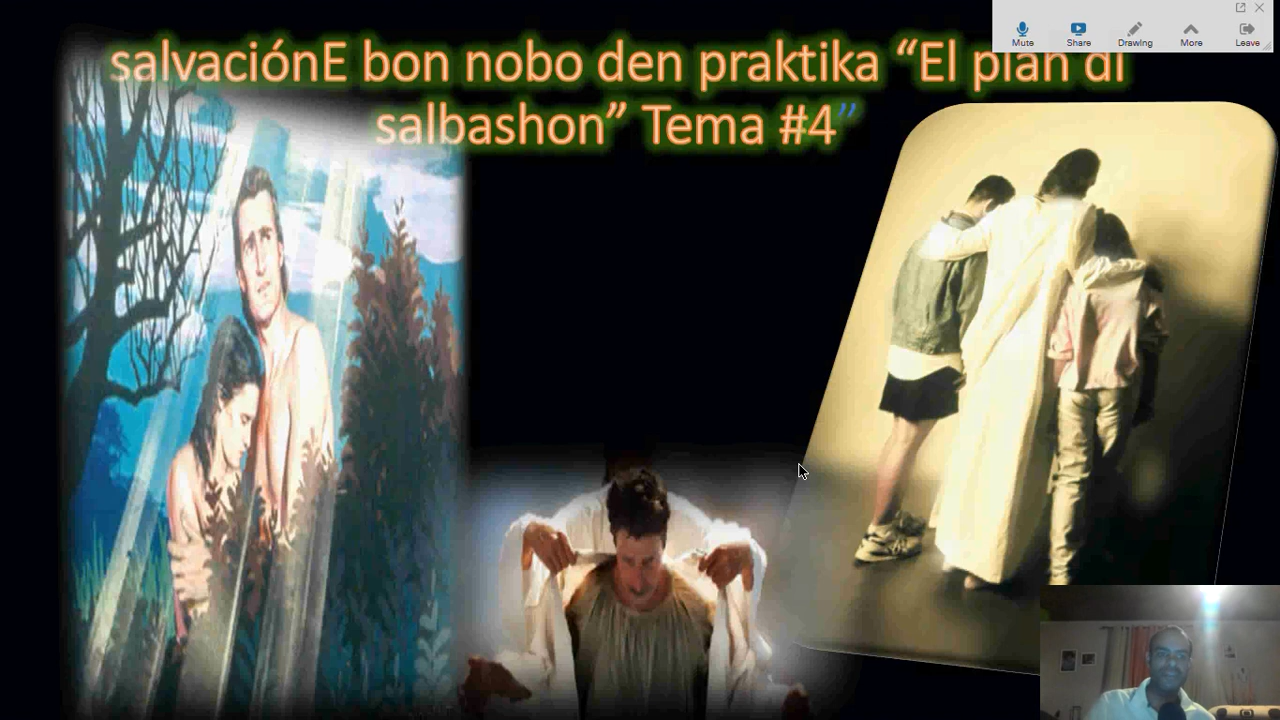 salvaciónE bon nobo den praktika “El plan di
salbashon” Tema #4”
Mute
Share
Drawing
More
Leave